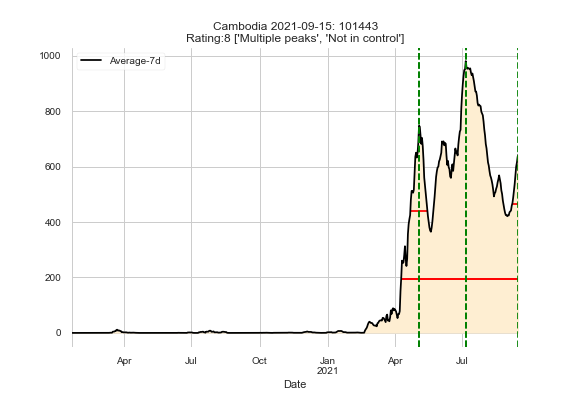 Cambodia 2021-09-15: 101443
Rating:8 ['Multiple peaks', 'Not in control']
Average-7d
1000
800
600
400
200
0
Apr
Jul
Oct
Jan
2021
Apr
Jul
Date